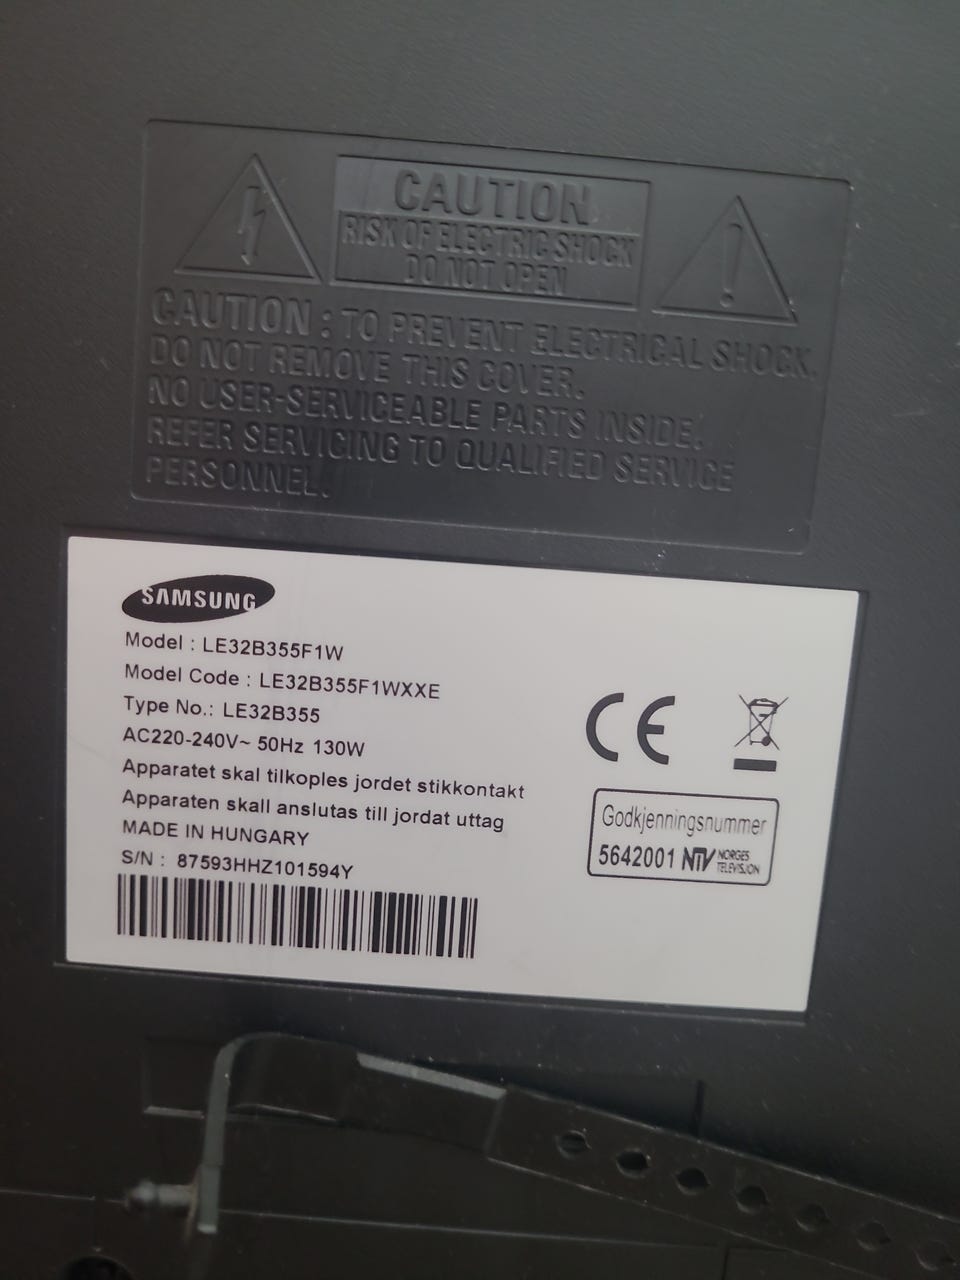 CAUTION
RISK OF ELECTRIC SHOCK
DO NOT OPEN
CAUTION : TO PREVENT ELECTRICAL SHOCK,
DO NOT REMOVE THIS COVER.
NO USER-SERVICEABLE PARTS INSIDE.
REFER SERVICING TO QUALIFIED SERVICE
PERSONNEL.
SAMSUNG
Model : LE32B355F1W
Model Code : LE32B355F1WXXE
Type No.: LE32B355
AC220-240V~ 50Hz 130W
Apparatet skal tilkoples jordet stikkontakt
Apparaten skall anslutas till jordat uttag
MADE IN HUNGARY
S/N : 87593HHZ101594Y
CE
Godkjenningsnummer
5642001 NTV NORGES
TELEVISJON